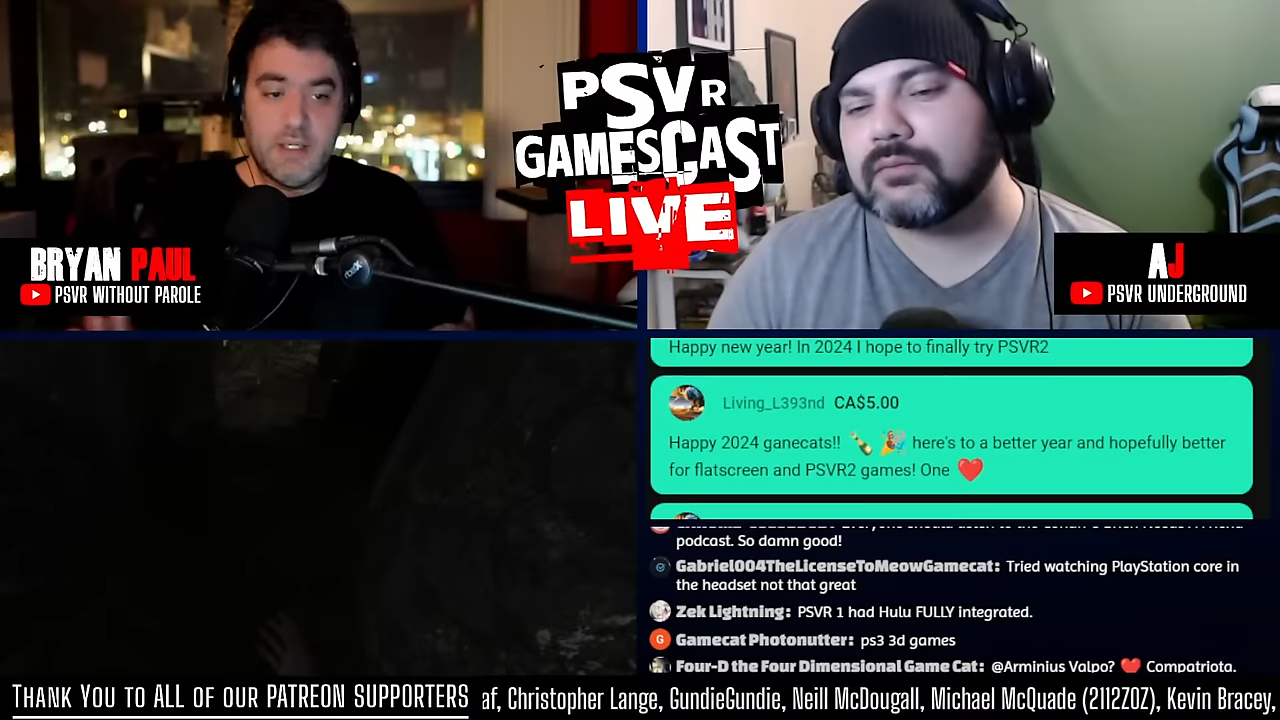 PSVR
GAMESCAST
LIVE
BRYAN PAUL
PSVR WITHOUT PAROLE
AJ
PSVR UNDERGROUND
Happy new year! In 2024 I hope to finally try PSVR2
Living_L393nd CA$5.00
Happy 2024 ganecats!! 🍾 🎉 here's to a better year and hopefully better
for flatscreen and PSVR2 games! One ❤️
podcast. So damn good!
Gabriel004TheLicenseToMeowGamecat: Tried watching PlayStation core in
the headset not that great
Zek Lightning: PSVR 1 had Hulu FULLY integrated.
G Gamecat Photonutter: ps3 3d games
Four-D the Four Dimensional Game Cat: @Arminius Valpo? ❤️ Compatriota.
THANK YOU TO ALL OF OUR PATREON SUPPORTERS af, Christopher Lange, GundieGundie, Neill McDougall, Michael McQuade (2112ZOZ), Kevin Bracey,